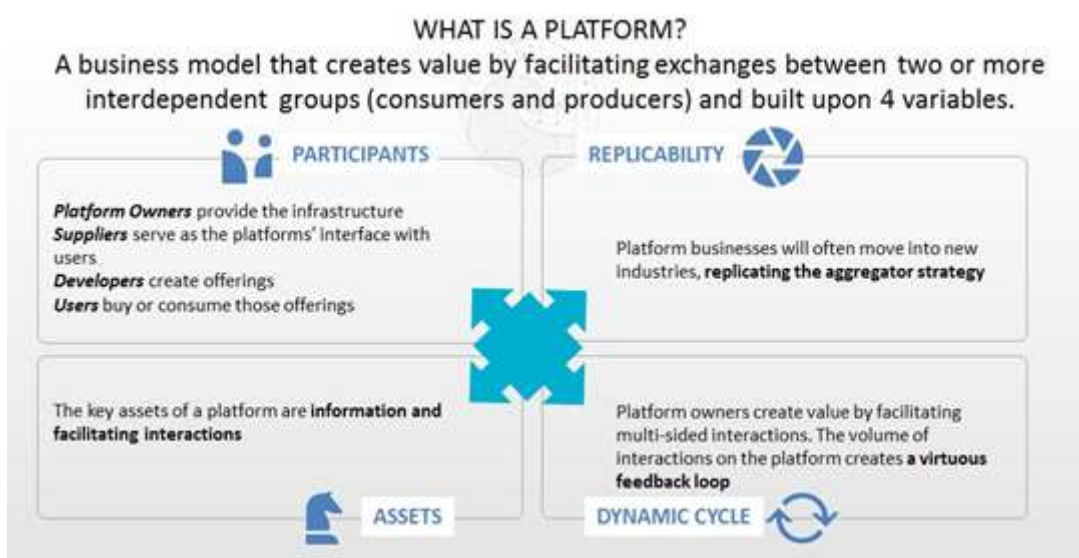 WHAT IS A PLATFORM?
A business model that creates value by facilitating exchanges between two or more
interdependent groups (consumers and producers) and built upon 4 variables.
PARTICIPANTS
Platform Owners provide the infrastructure
Suppliers serve as the platforms' interface with
users
Developers create offerings
Users buy or consume those offerings
REPLICABILITY
Platform businesses will often move into new
industries, replicating the aggregator strategy
The key assets of a platform are information and
facilitating interactions
ASSETS
Platform owners create value by facilitating
multi-sided interactions. The volume of
interactions on the platform creates a virtuous
feedback loop
DYNAMIC CYCLE